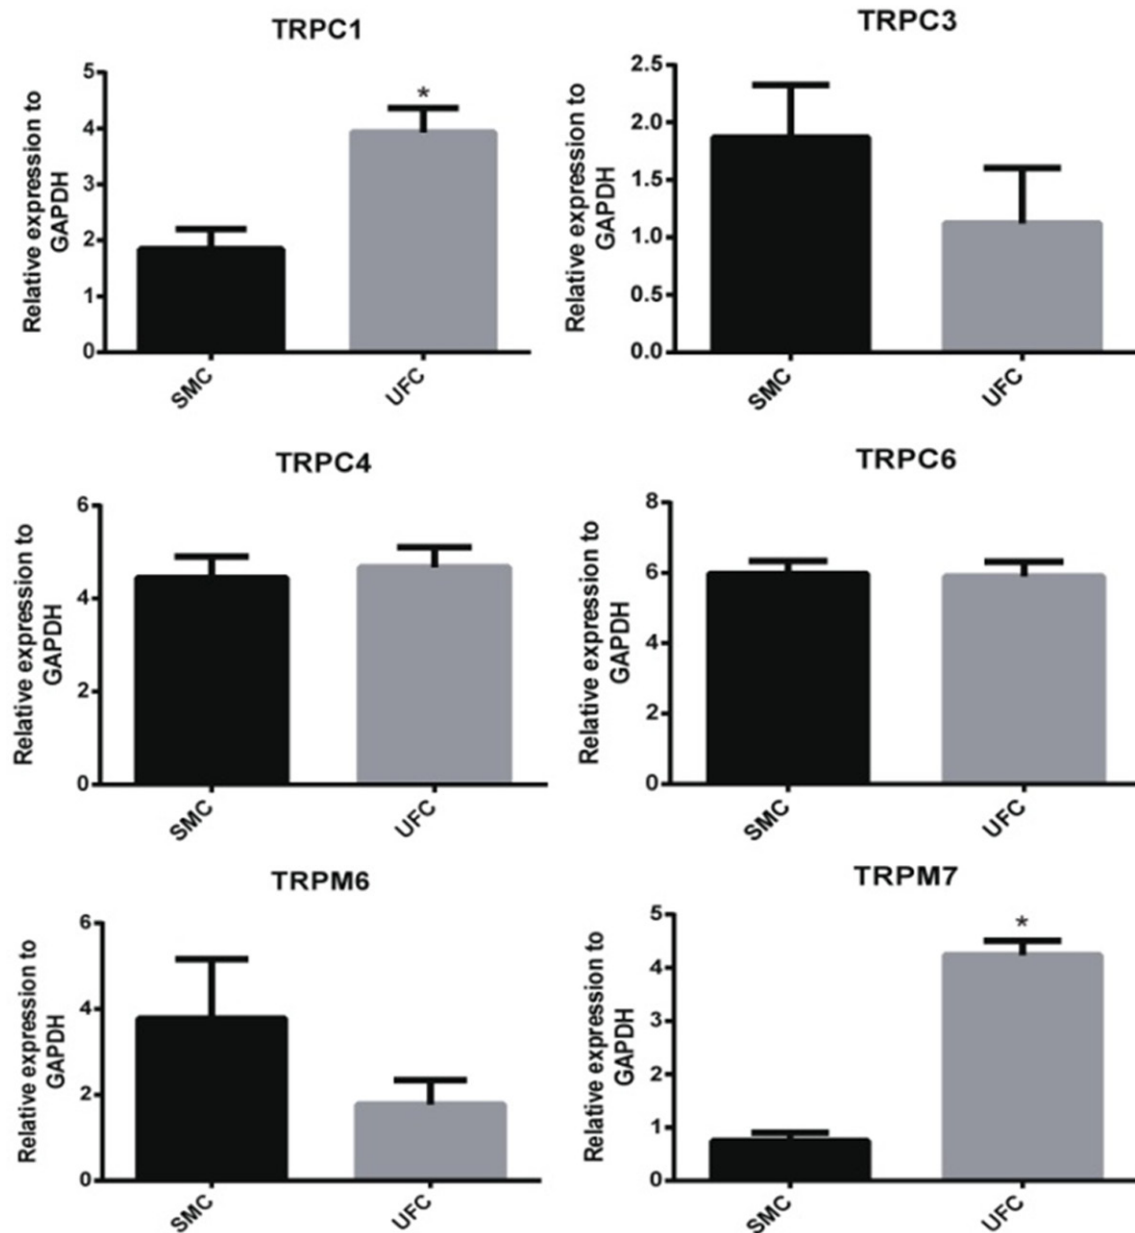 TRPC1
Relative expression to
GAPDH
5
4
3
2
1
0
*
SMC
UFC
TRPC3
Relative expression to
GAPDH
2.5
2.0
1.5
1.0
0.5
0.0
SMC
UFC
TRPC4
Relative expression to
GAPDH
6
4
2
0
SMC
UFC
TRPC6
Relative expression to
GAPDH
8
6
4
2
0
SMC
UFC
TRPM6
Relative expression to
GAPDH
6
4
2
0
SMC
UFC
TRPM7
Relative expression to
GAPDH
5
4
3
2
1
0
*
SMC
UFC